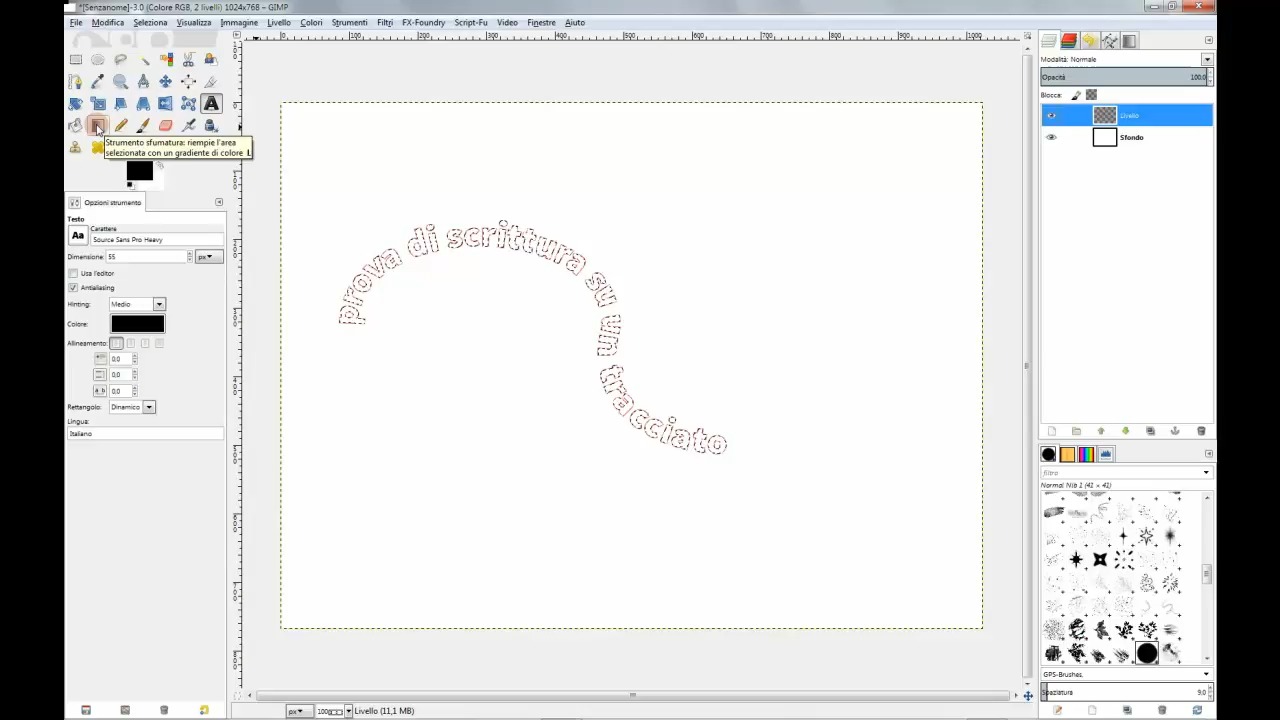 *[Senzanome]-3.0 (Colore RGB, 2 livelli) 1024x768 – GIMP
File Modifica Seleziona Visualizza Immagine Livello Colori Strumenti Filtri FX-Foundry Script-Fu Video Finestre Aiuto
Strumento sfumatura: riempie l'area
selezionata con un gradiente di colore L
Opzioni strumento
Testo
Carattere
Aa
Source Sans Pro Heavy
Dimensione: 55 px
Usa l'editor
Antialiasing
Hinting: Medio
Colore:
Allineamento:
0,0
0,0
0,0
Rettangolo: Dinamico
Lingua:
Italiano
prova di scrittura su un tracciato
px 100% Livello (11,1 MB)
Modalità: Normale
Opacità 100,0
Blocca:
Livello
Sfondo
filtro
Normal Nib 1 (41 × 41)
GPS-Brushes,
Spaziatura 9,0